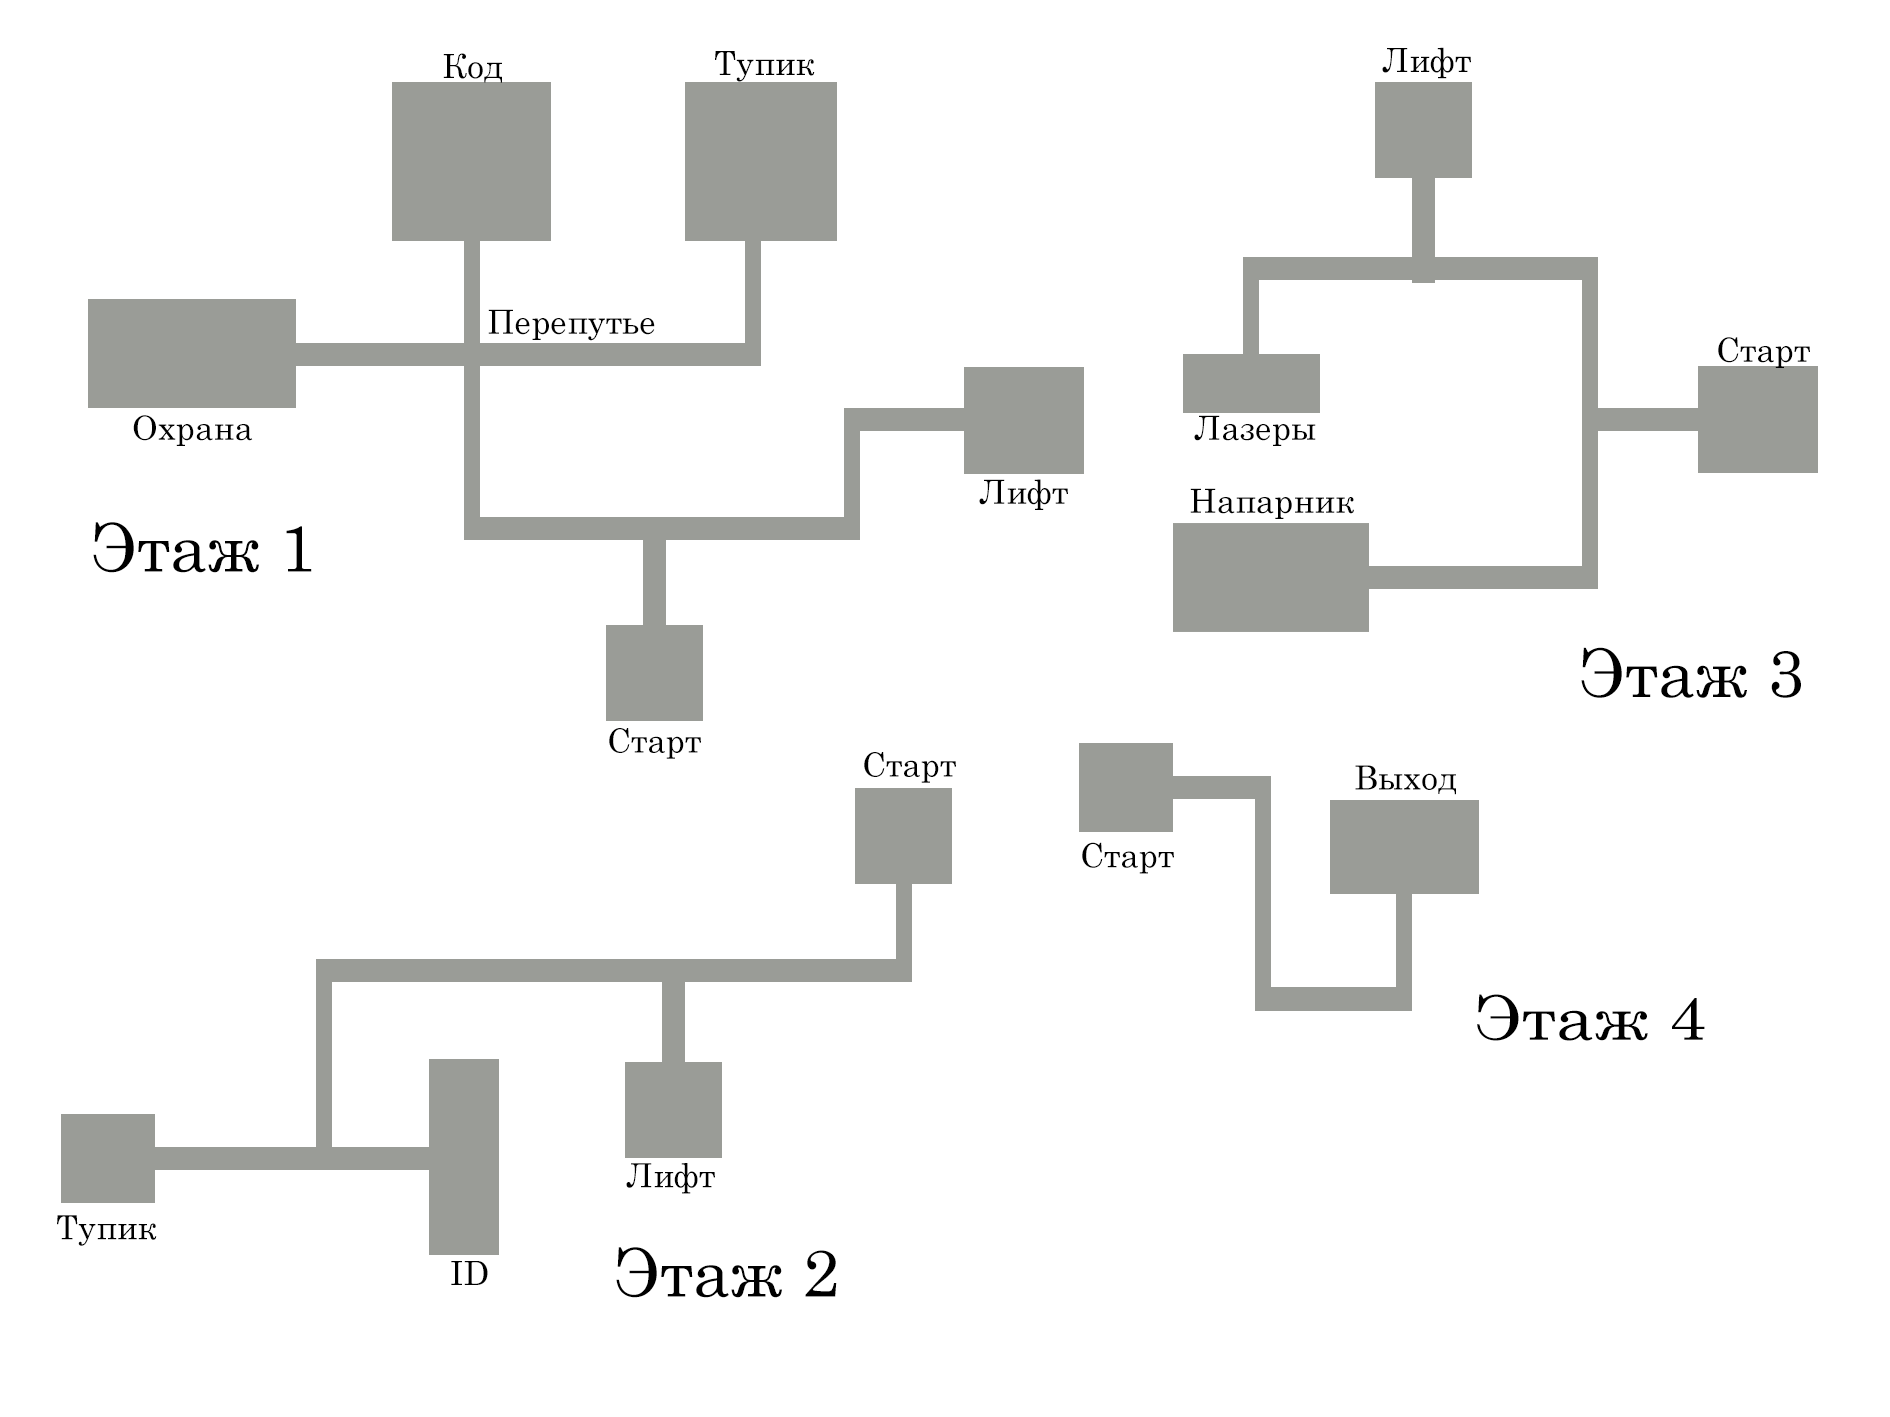 Код
Тупик
Перепутье
Охрана
Лифт
Этаж 1
Старт
Лифт
Старт
Лазеры
Напарник
Этаж 3
Старт
Тупик
ID
Лифт
Этаж 2
Старт
Выход
Этаж 4